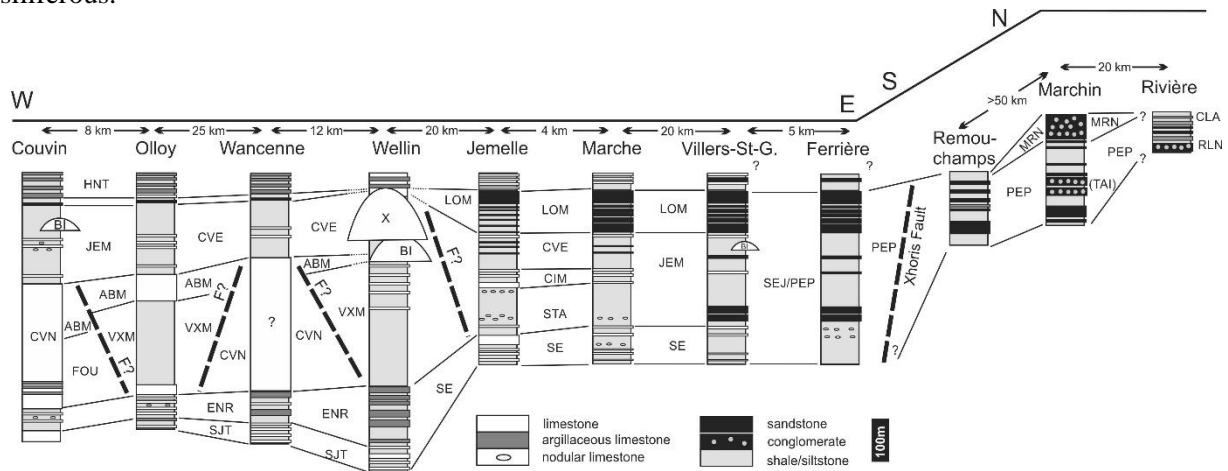 smerous.
N
W
S
E
8 km 25 km 12 km 20 km 4 km 20 km 5 km >50 km 20 km
Couvin Olloy Wancenne Wellin Jemelle Marche Villers-St-G. Ferrière Remou-
champs Marchin Rivière
? ? MRN MRN ? CLA
HNT LOM PEP RLN
X LOM LOM PEP (TAI) ?
BI JEM CVE CVE F? CVE BI JEM PEP Xhoris Fault
ABM BI CIM SEJ/PEP
ABM ABM F? ? F? VXM STA
CVN ABM VXM VXM CVN SE SE ?
FOU F? SE
ENR ENR
SJT SJT
limestone sandstone
argillaceous limestone conglomerate
nodular limestone shale/siltstone
100m